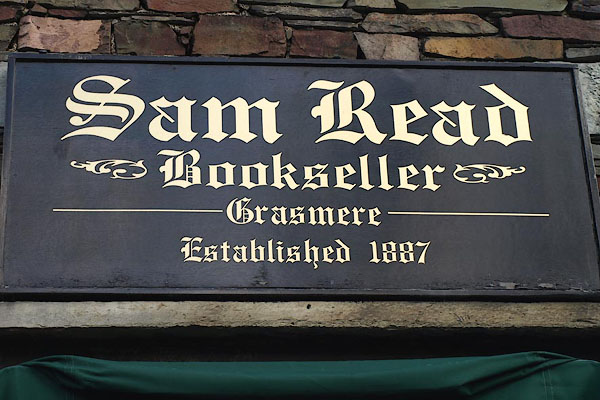 Sam Read
Bookseller
Grasmere
Established 1887